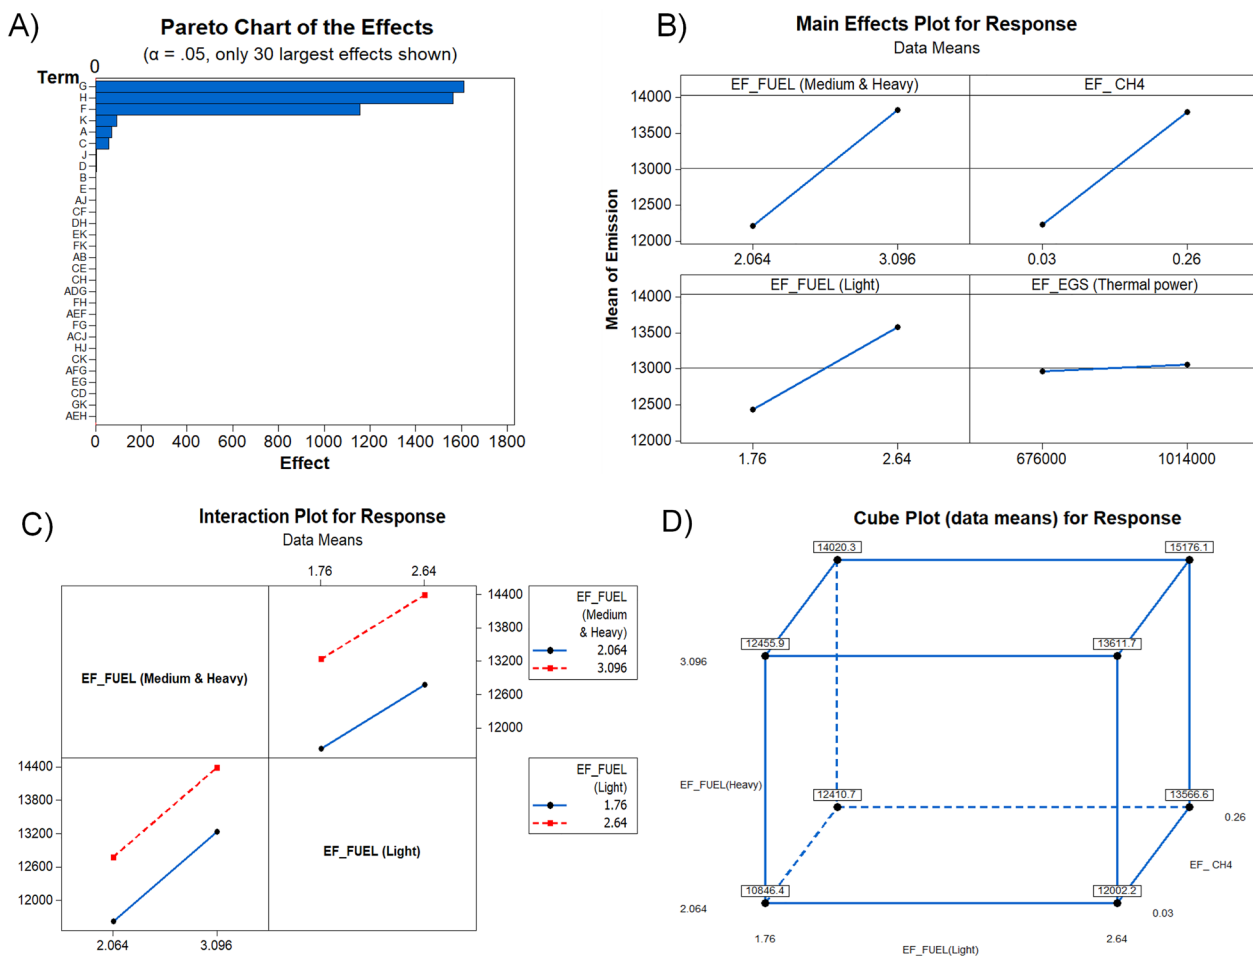 A)
Pareto Chart of the Effects
(α = .05, only 30 largest effects shown)
0
Term
G
H
F
K
A
C
J
D
B
E
AJ
CF
DH
EK
FK
AB
CE
CH
ADG
FH
AEF
FG
ACJ
HJ
CK
AFG
EG
CD
GK
AEH
0 200 400 600 800 1000 1200 1400 1600 1800
Effect
B)
Main Effects Plot for Response
Data Means
EF_FUEL (Medium & Heavy) EF_ CH4
14000
13500
13000
12500
12000
2.064 3.096 0.03 0.26
Mean of Emission
EF_FUEL (Light) EF_EGS (Thermal power)
14000
13500
13000
12500
12000
1.76 2.64 676000 1014000
C)
Interaction Plot for Response
Data Means
1.76 2.64
14400
13800
13200
12600
12000
EF_FUEL
(Medium
& Heavy)
2.064
3.096
EF_FUEL (Medium & Heavy)
14400
13800
13200
12600
12000
EF_FUEL (Light)
EF_FUEL
(Light)
1.76
2.64
2.064 3.096
D)
Cube Plot (data means) for Response
14020.3 15176.1
12455.9 13611.7
3.096
EF_FUEL(Heavy)
12410.7 13566.6
0.26
EF_ CH4
10846.4 12002.2
2.064 0.03
1.76 2.64
EF_FUEL(Light)